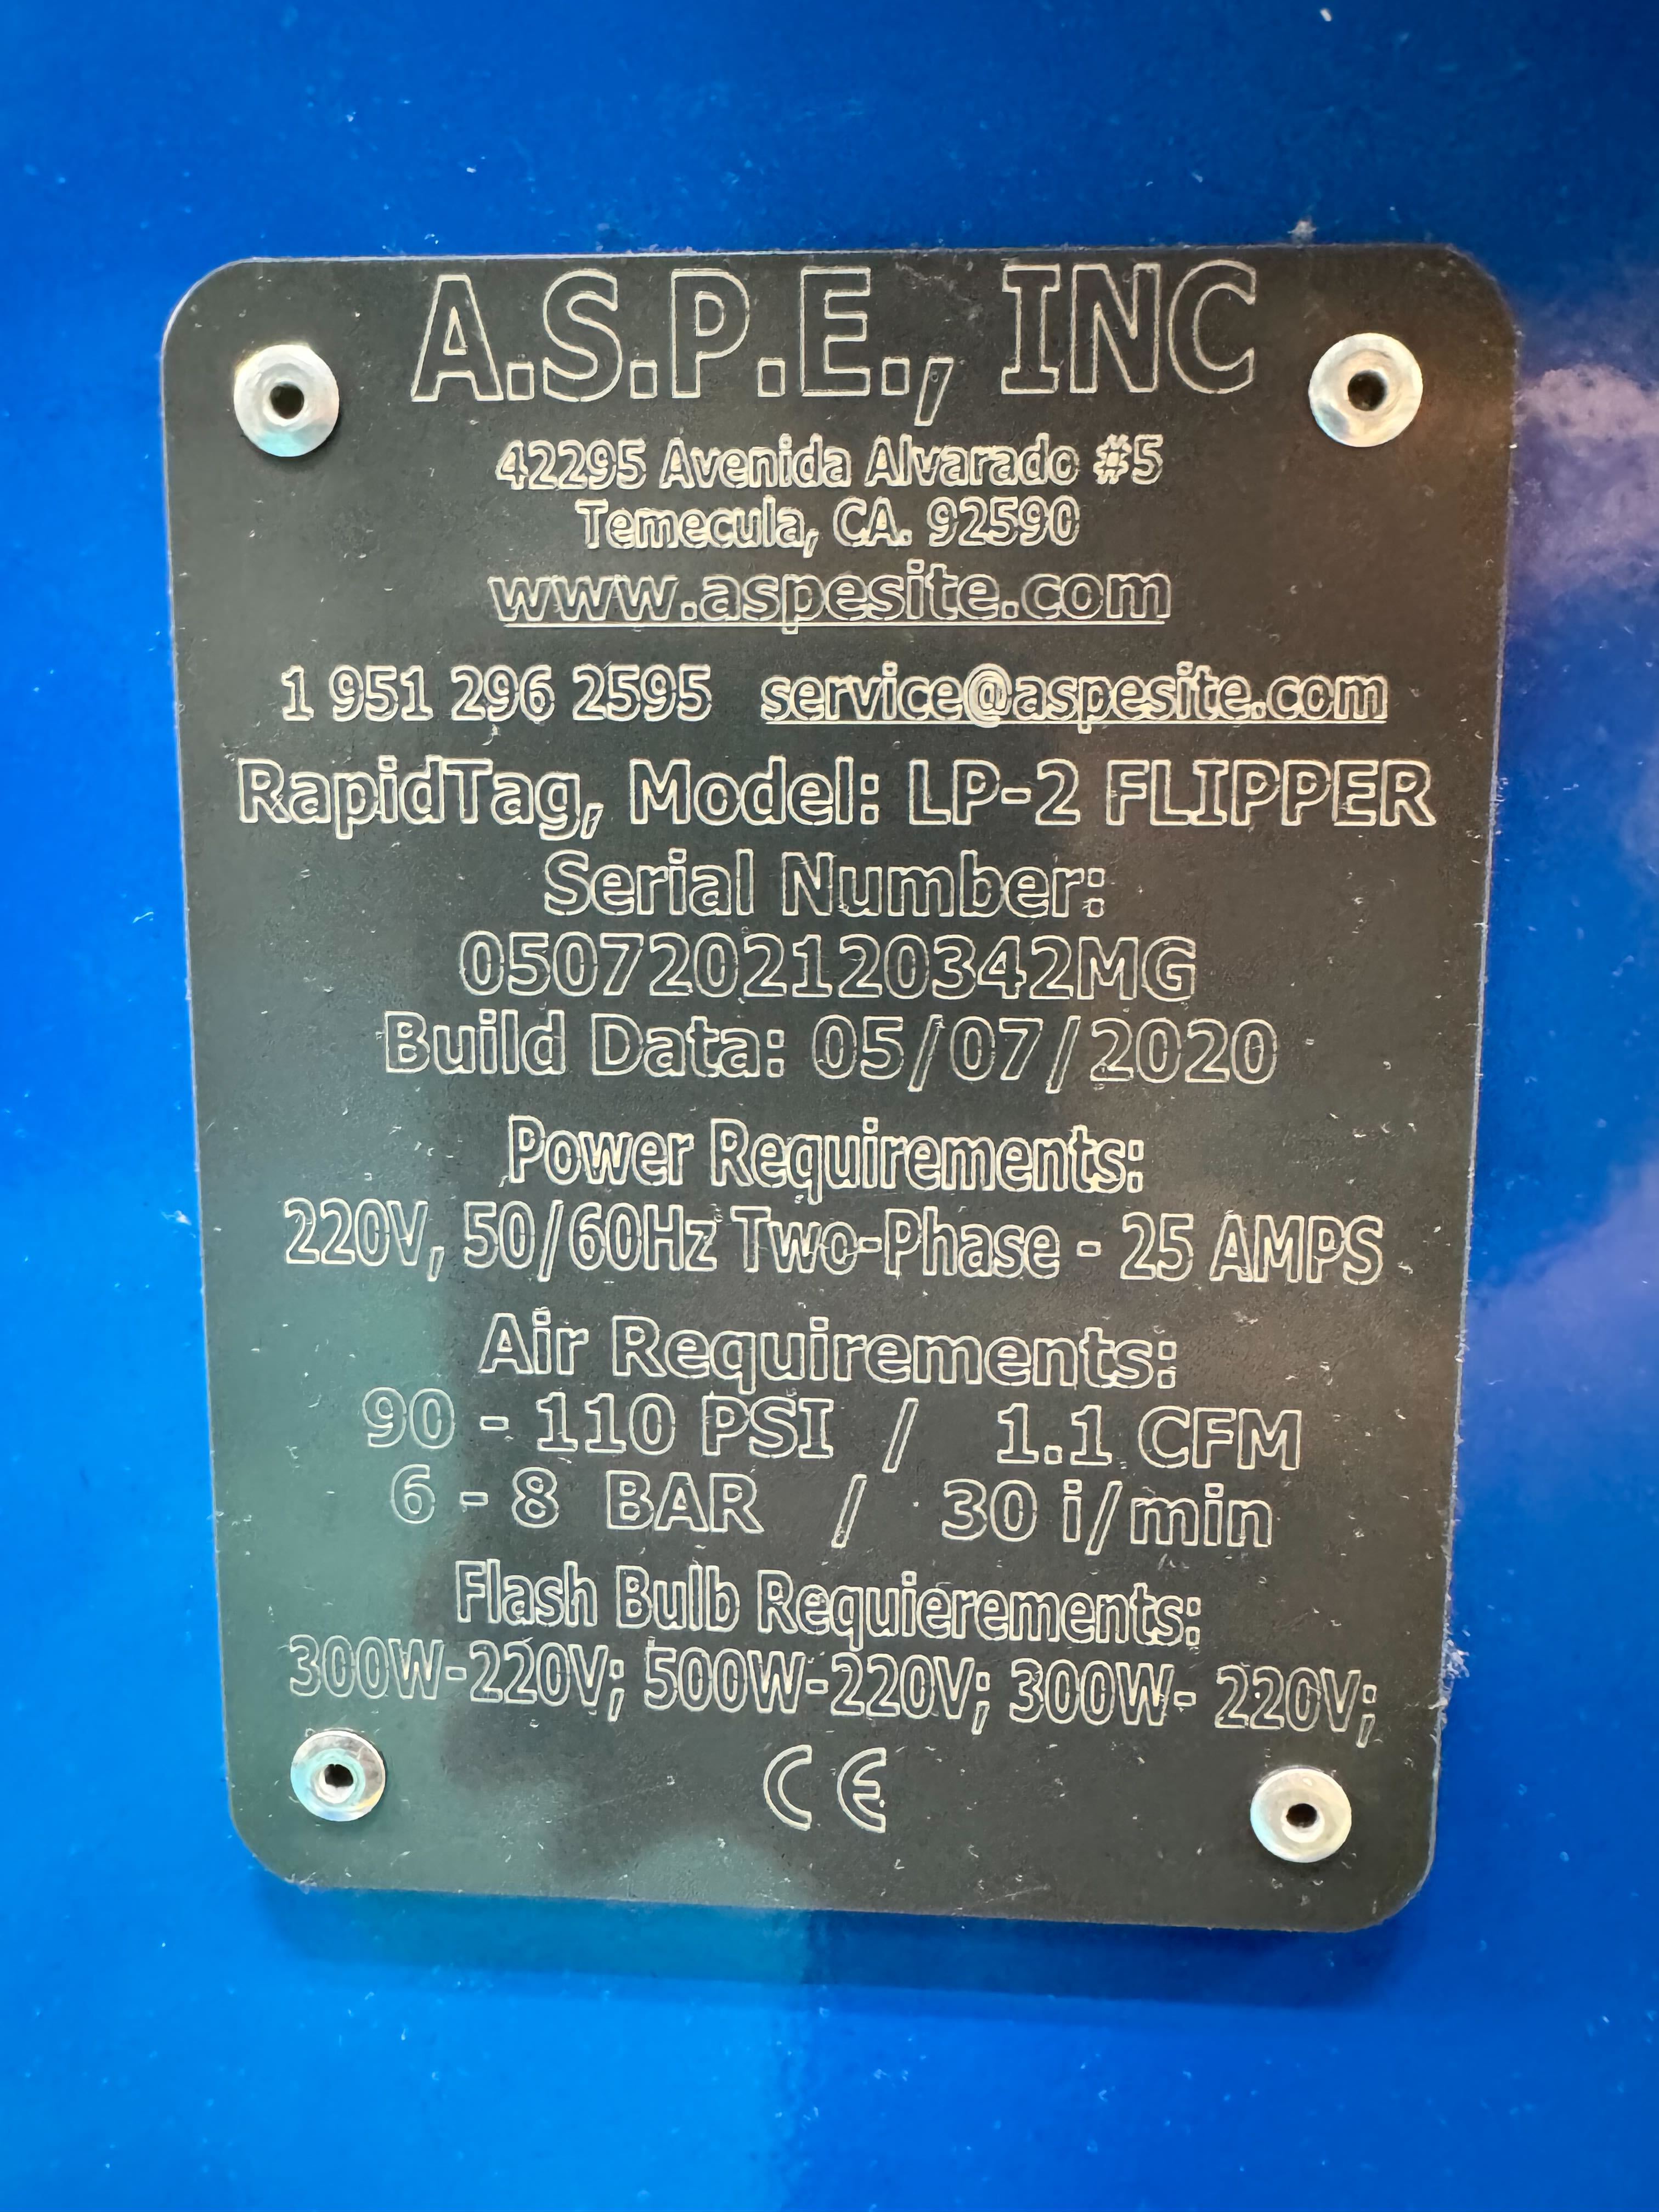 A.S.P.E., INC
42295 Avenida Alvarado #5
Temecula, CA. 92590
www.aspesite.com
1 951 296 2595 service@aspesite.com
RapidTag, Model: LP-2 FLIPPER
Serial Number:
0507202120342MG
Build Data: 05/07/2020
Power Requirements:
220V, 50/60Hz Two-Phase - 25 AMPS
Air Requirements:
90 - 110 PSI / 1.1 CFM
6 - 8 BAR / 30 i/min
Flash Bulb Requierements:
300W-220V; 500W-220V; 300W- 220V;
CE